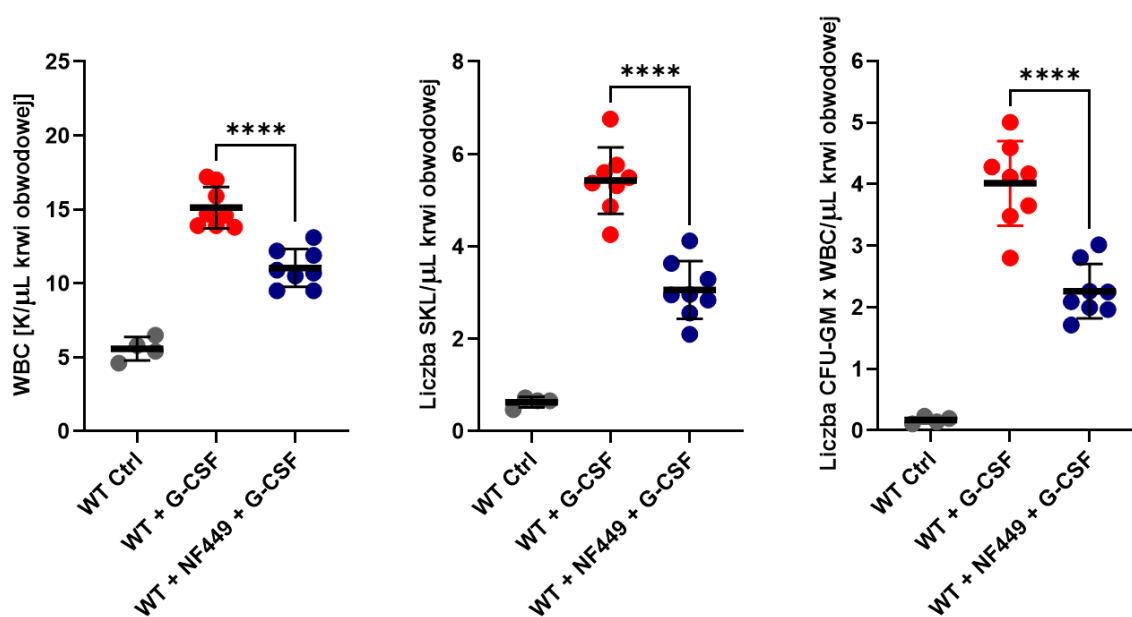 WBC [K/µL krwi obwodowej]
25
20
15
10
5
0
****
WT Ctrl
WT + G-CSF
WT + NF449 + G-CSF
Liczba SKL/µL krwi obwodowej
8
6
4
2
0
****
WT Ctrl
WT + G-CSF
WT + NF449 + G-CSF
Liczba CFU-GM x WBC/µL krwi obwodowej
6
5
4
3
2
1
0
****
WT Ctrl
WT + G-CSF
WT + NF449 + G-CSF